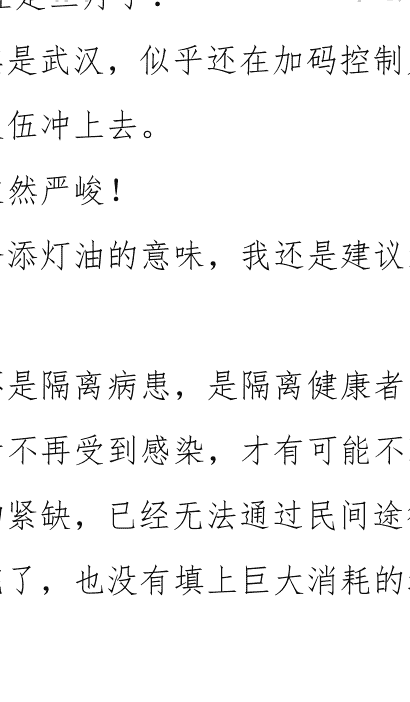 是武汉，似乎还在加码控制
伍冲上去。
然严峻！
添灯油的意味，我还是建议
是隔离病患，是隔离健康者
不再受到感染，才有可能不
紧缺，已经无法通过民间途
了，也没有填上巨大消耗的